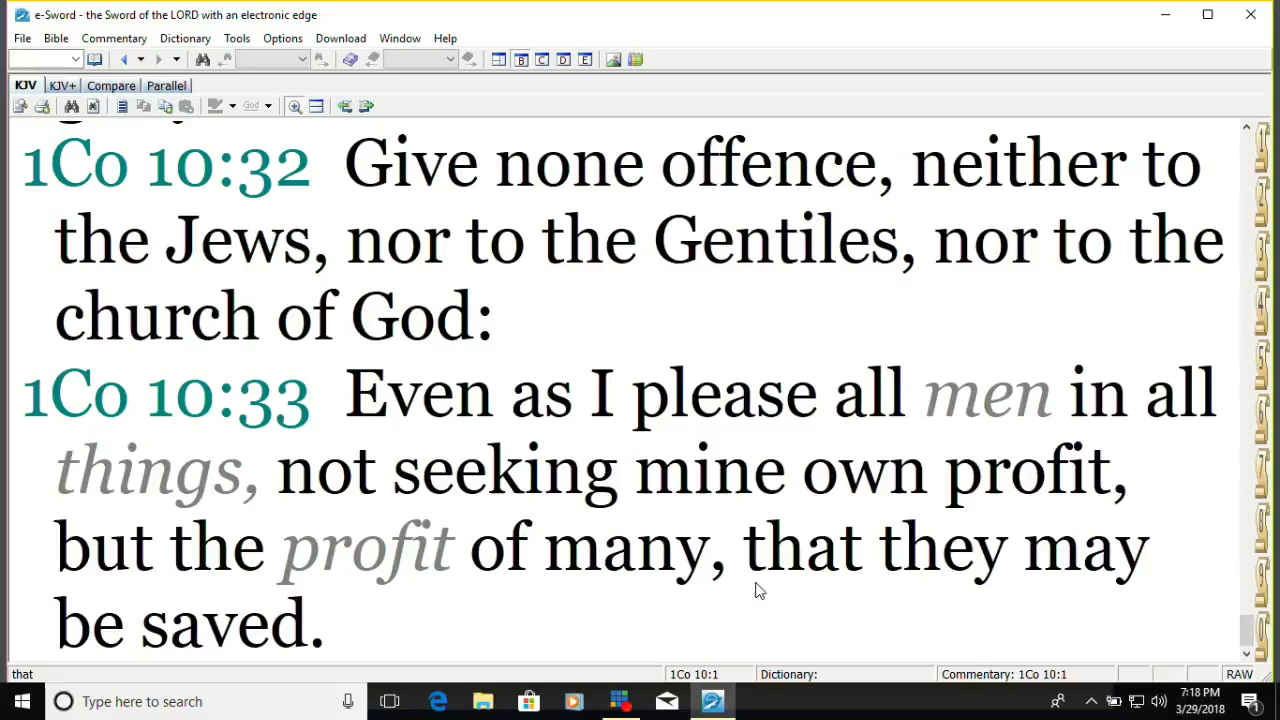 e-Sword - the Sword of the LORD with an electronic edge
File Bible Commentary Dictionary Tools Options Download Window Help
B C D E
KJV KJV+ Compare Parallel
God
1Co 10:32 Give none offence, neither to
the Jews, nor to the Gentiles, nor to the
church of God:
1Co 10:33 Even as I please all men in all
things, not seeking mine own profit,
but the profit of many, that they may
be saved.
that 1Co 10:1 Dictionary: Commentary: 1Co 10:1 RAW
Type here to search
7:18 PM
3/29/2018
1